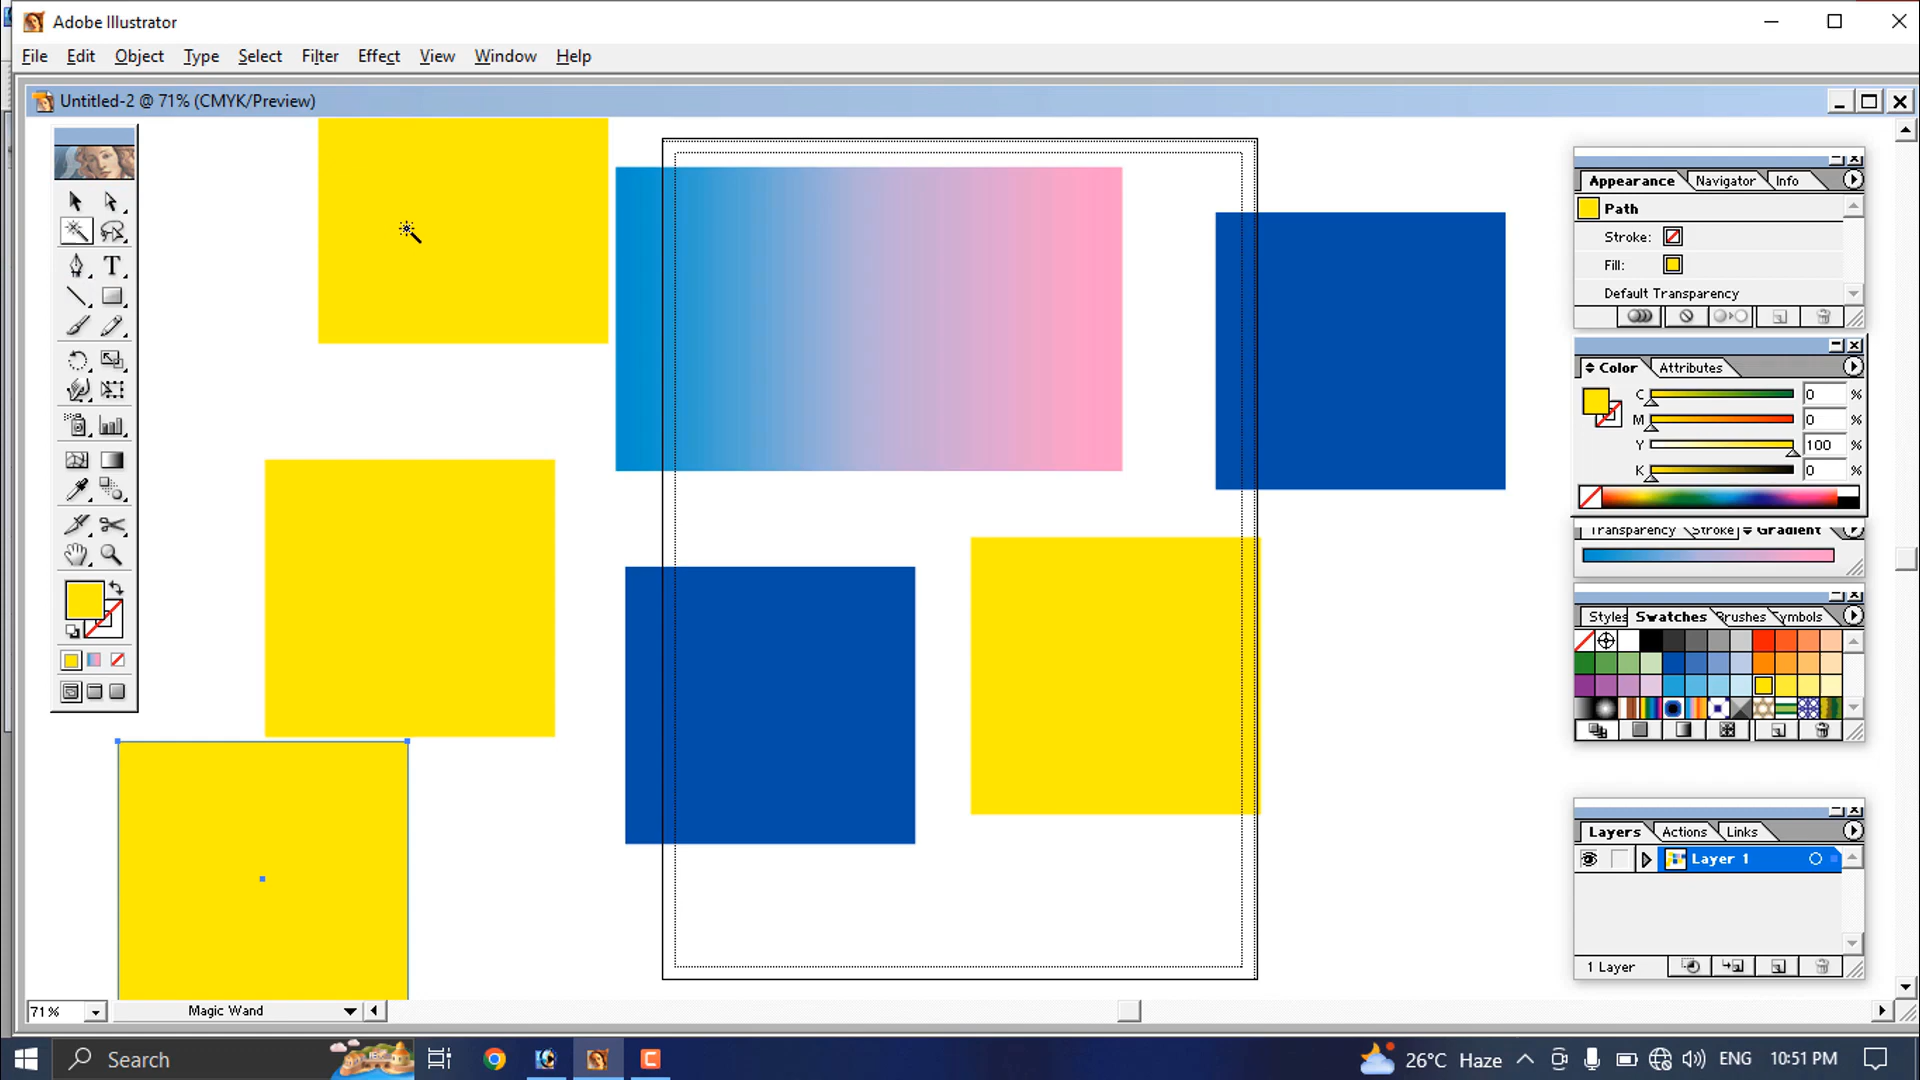 Adobe Illustrator
File Edit Object Type Select Filter Effect View Window Help
Untitled-2 @ 71% (CMYK/Preview)
Appearance Navigator Info
Path
Stroke:
Fill:
Default Transparency
Color Attributes
C 0 %
M 0 %
Y 100 %
K 0 %
Transparency Stroke Gradient
Styles Swatches Brushes Symbols
Layers Actions Links
Layer 1
1 Layer
71% Magic Wand
Search 26°C Haze ENG 10:51 PM